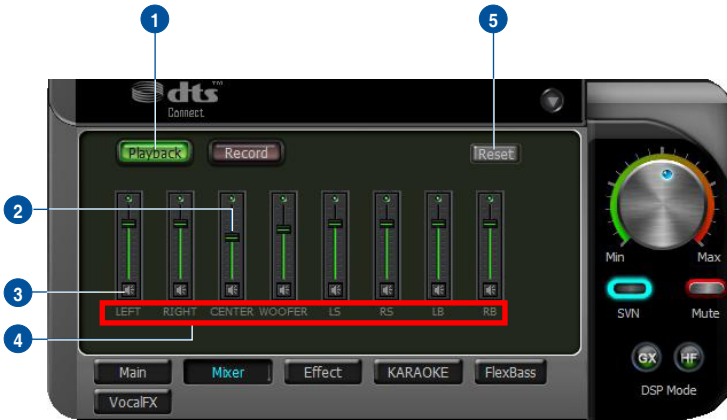 1 5
dts™
Connect
Playback Record Reset
2
3
LEFT RIGHT CENTER WOOFER LS RS LB RB
4
Min Max
SVN Mute
GX HF
DSP Mode
Main Mixer Effect KARAOKE FlexBass
VocalFX